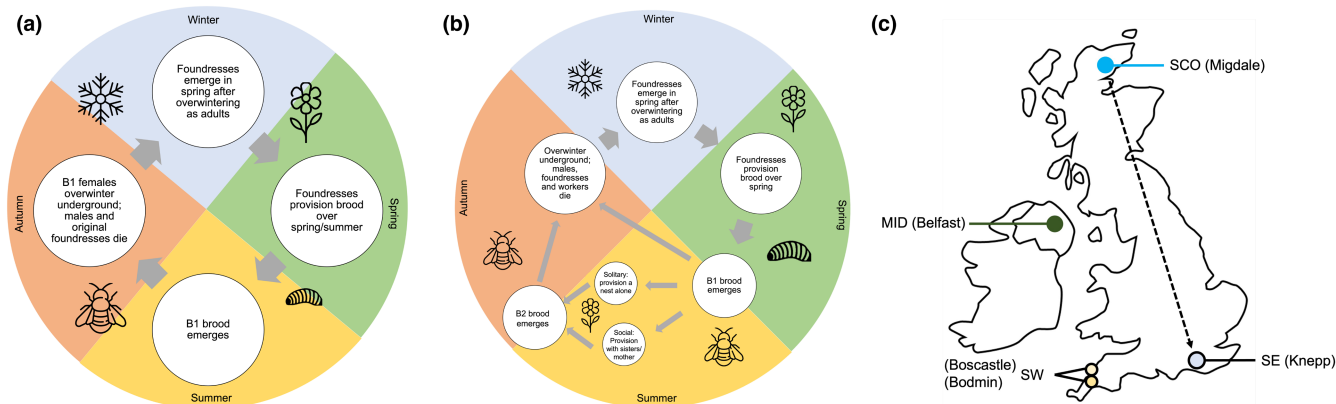 (a)
Winter
Foundresses
emerge in
spring after
overwintering
as adults
Spring
Foundresses
provision brood
over
spring/summer
Summer
B1 brood
emerges
Autumn
B1 females
overwinter
underground;
males and
original
foundresses die
(b)
Winter
Foundresses
emerge in
spring after
overwintering
as adults
Spring
Foundresses
provision
brood over
spring
B1 brood
emerges
Solitary:
provision a
nest alone
Social:
Provision
with sisters/
mother
Summer
B2 brood
emerges
Autumn
Overwinter
underground;
males,
foundresses
and workers
die
(c)
SCO (Migdale)
MID (Belfast)
(Boscastle)
(Bodmin)
SW
SE (Knepp)